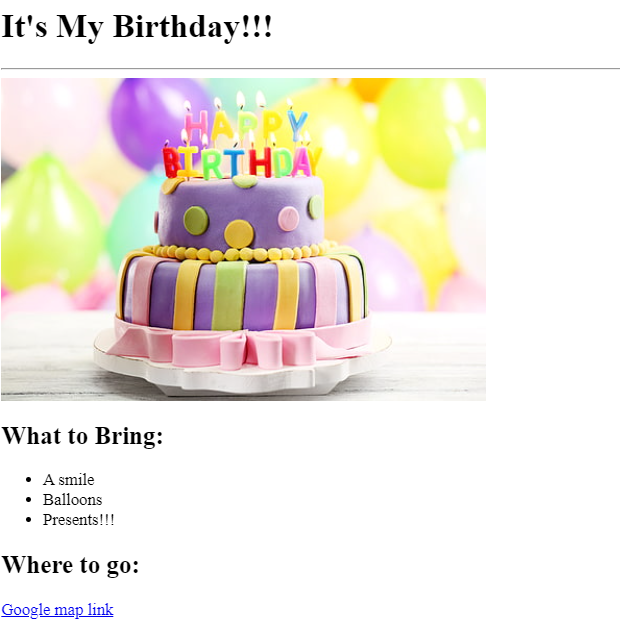 It's My Birthday!!!
HAPPY
BIRTHDAY
What to Bring:
A smile
Balloons
Presents!!!
Where to go:
Google map link